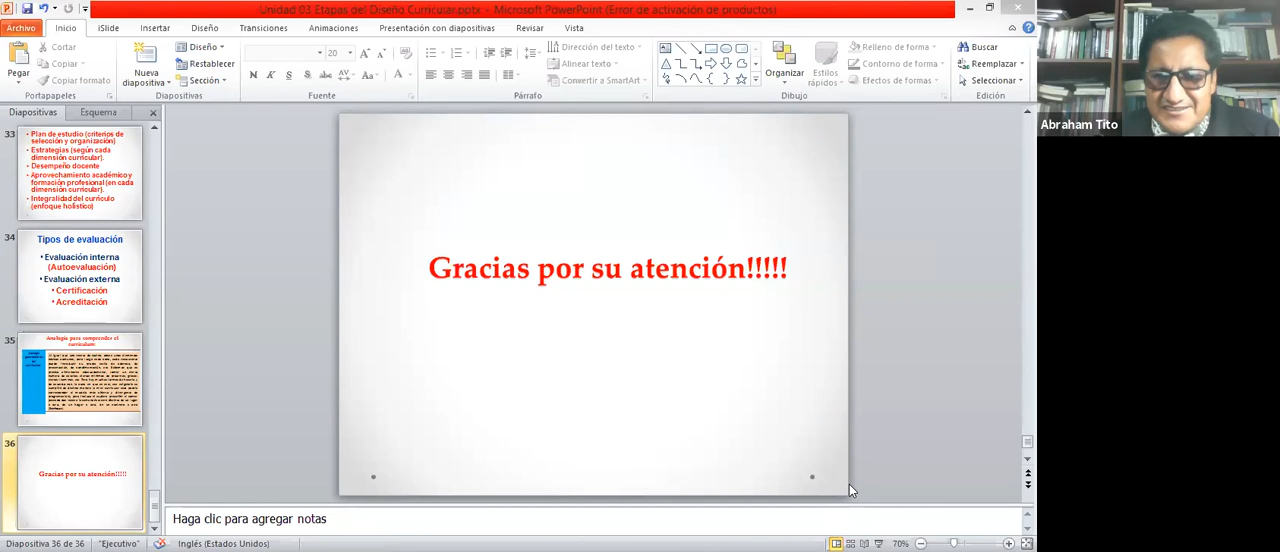 Unidad 03 Etapas del Diseño Curricular.pptx - Microsoft PowerPoint (Error de activación de productos)
Archivo Inicio iSlide Insertar Diseño Transiciones Animaciones Presentación con diapositivas Revisar Vista
Pegar
Cortar
Copiar
Copiar formato
Portapapeles
Nueva diapositiva
Diseño
Restablecer
Sección
Diapositivas
20
N K S S abc AV Aa A
Fuente
Dirección del texto
Alinear texto
Convertir a SmartArt
Párrafo
Organizar
Estilos rápidos
Relleno de forma
Contorno de forma
Efectos de formas
Dibujo
Buscar
Reemplazar
Seleccionar
Edición
Abraham Tito
Diapositivas Esquema
33
• Plan de estudio (criterios de
selección y organización)
• Estrategias (según cada
dimensión curricular).
• Desempeño docente
• Aprovechamiento académico y
formación profesional (en cada
dimensión curricular).
• Integralidad del currículo
(enfoque holístico)
34
Tipos de evaluación
• Evaluación interna
(Autoevaluación)
• Evaluación externa
• Certificación
• Acreditación
35
Analogía para comprender el
curriculum:
36
Gracias por su atención!!!!!
Gracias por su atención!!!!!
Haga clic para agregar notas
Diapositiva 36 de 36 "Ejecutivo" Inglés (Estados Unidos) 70%